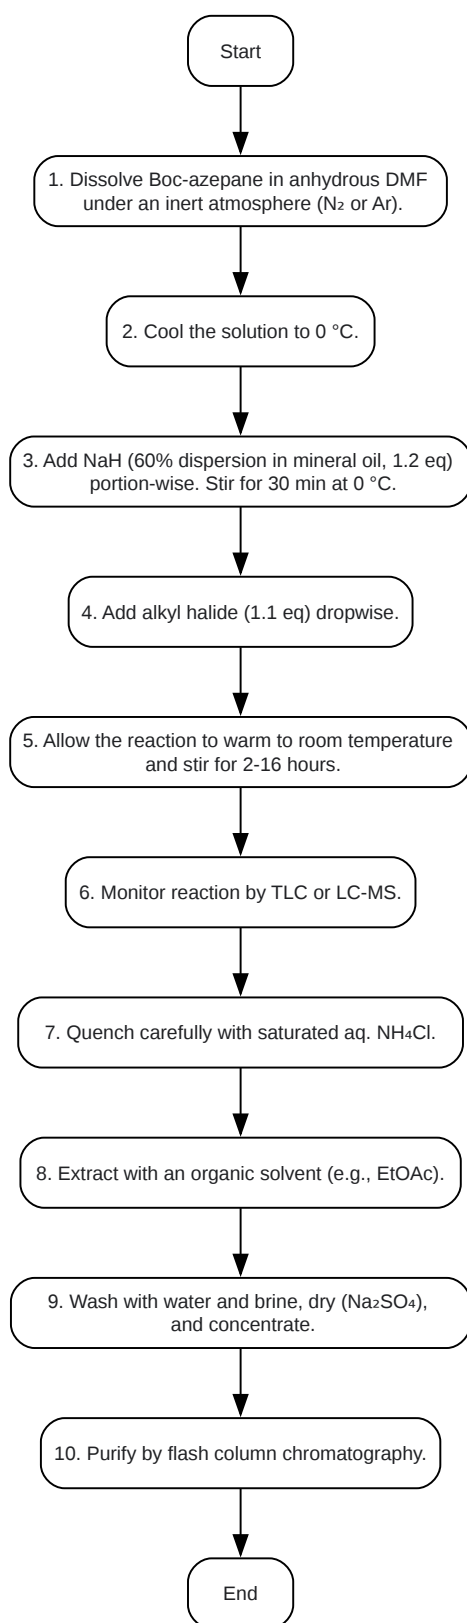 Start
1. Dissolve Boc-azepane in anhydrous DMF
under an inert atmosphere (N₂ or Ar).
2. Cool the solution to 0 °C.
3. Add NaH (60% dispersion in mineral oil, 1.2 eq)
portion-wise. Stir for 30 min at 0 °C.
4. Add alkyl halide (1.1 eq) dropwise.
5. Allow the reaction to warm to room temperature
and stir for 2-16 hours.
6. Monitor reaction by TLC or LC-MS.
7. Quench carefully with saturated aq. NH₄Cl.
8. Extract with an organic solvent (e.g., EtOAc).
9. Wash with water and brine, dry (Na₂SO₄),
and concentrate.
10. Purify by flash column chromatography.
End